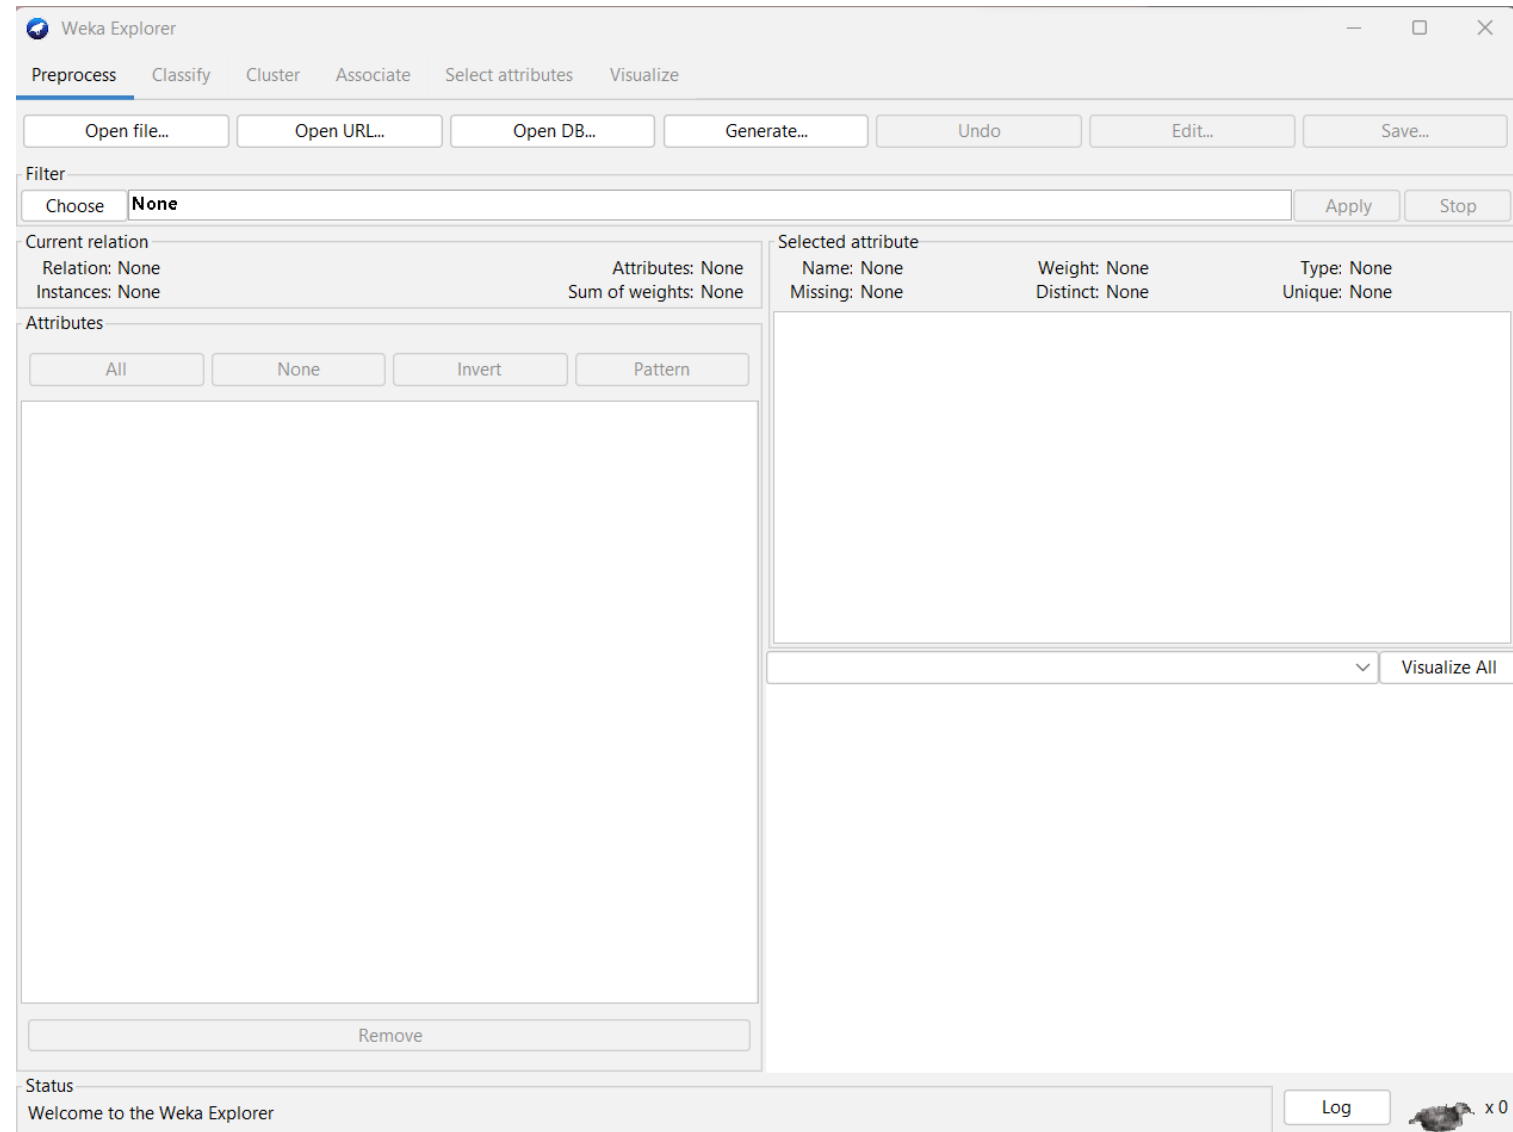 Weka Explorer
Preprocess Classify Cluster Associate Select attributes Visualize
Open file... Open URL... Open DB... Generate... Undo Edit... Save...
Filter
Choose None Apply Stop
Current relation
Relation: None Attributes: None
Instances: None Sum of weights: None
Attributes
All None Invert Pattern
Remove
Selected attribute
Name: None Weight: None Type: None
Missing: None Distinct: None Unique: None
Visualize All
Status
Welcome to the Weka Explorer
Log x 0